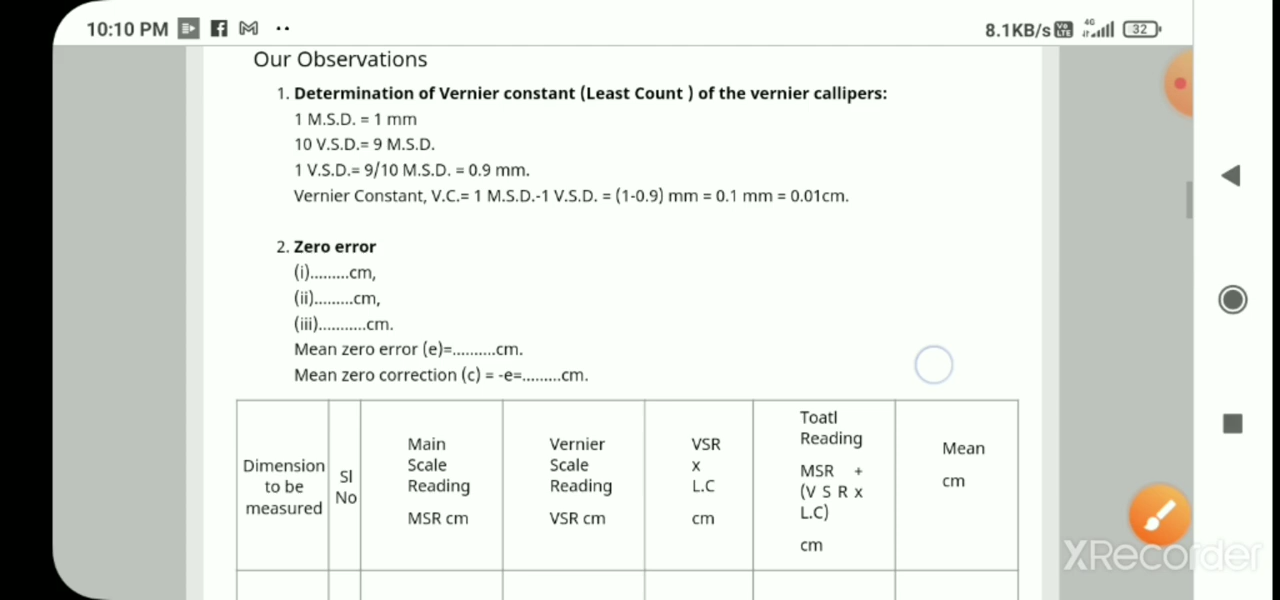 10:10 PM
8.1KB/s Vo LTE 4G 32
Our Observations
1. Determination of Vernier constant (Least Count ) of the vernier callipers:
1 M.S.D. = 1 mm
10 V.S.D.= 9 M.S.D.
1 V.S.D.= 9/10 M.S.D. = 0.9 mm.
Vernier Constant, V.C.= 1 M.S.D.-1 V.S.D. = (1-0.9) mm = 0.1 mm = 0.01cm.
2. Zero error
(i).........cm,
(ii).........cm,
(iii)...........cm.
Mean zero error (e)=..........cm.
Mean zero correction (c) = -e=.........cm.
Dimension
to be
measured
Sl
No
Main
Scale
Reading
MSR cm
Vernier
Scale
Reading
VSR cm
VSR
x
L.C
cm
Toatl
Reading
MSR +
(V S R x
L.C)
cm
Mean
cm
XRecorder